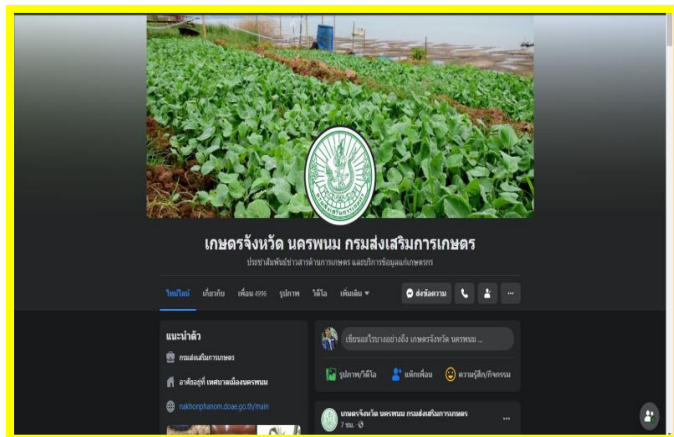 เกษตรจังหวัด นครพนม กรมส่งเสริมการเกษตร
ประชาสัมพันธ์ข่าวสารด้านการเกษตร และบริการข้อมูลแก่เกษตรกร
ไทม์ไลน์ เกี่ยวกับ เพื่อน 4996 รูปภาพ วิดีโอ เพิ่มเติม
ส่งข้อความ
แนะนำตัว
กรมส่งเสริมการเกษตร
อาศัยอยู่ที่ เทศบาลเมืองนครพนม
nakhonphanom.doae.go.th/main
เขียนอะไรบางอย่างถึง เกษตรจังหวัด นครพนม ...
รูปภาพ/วิดีโอ แท็กเพื่อน ความรู้สึก/กิจกรรม
เกษตรจังหวัด นครพนม กรมส่งเสริมการเกษตร
7 ชม.